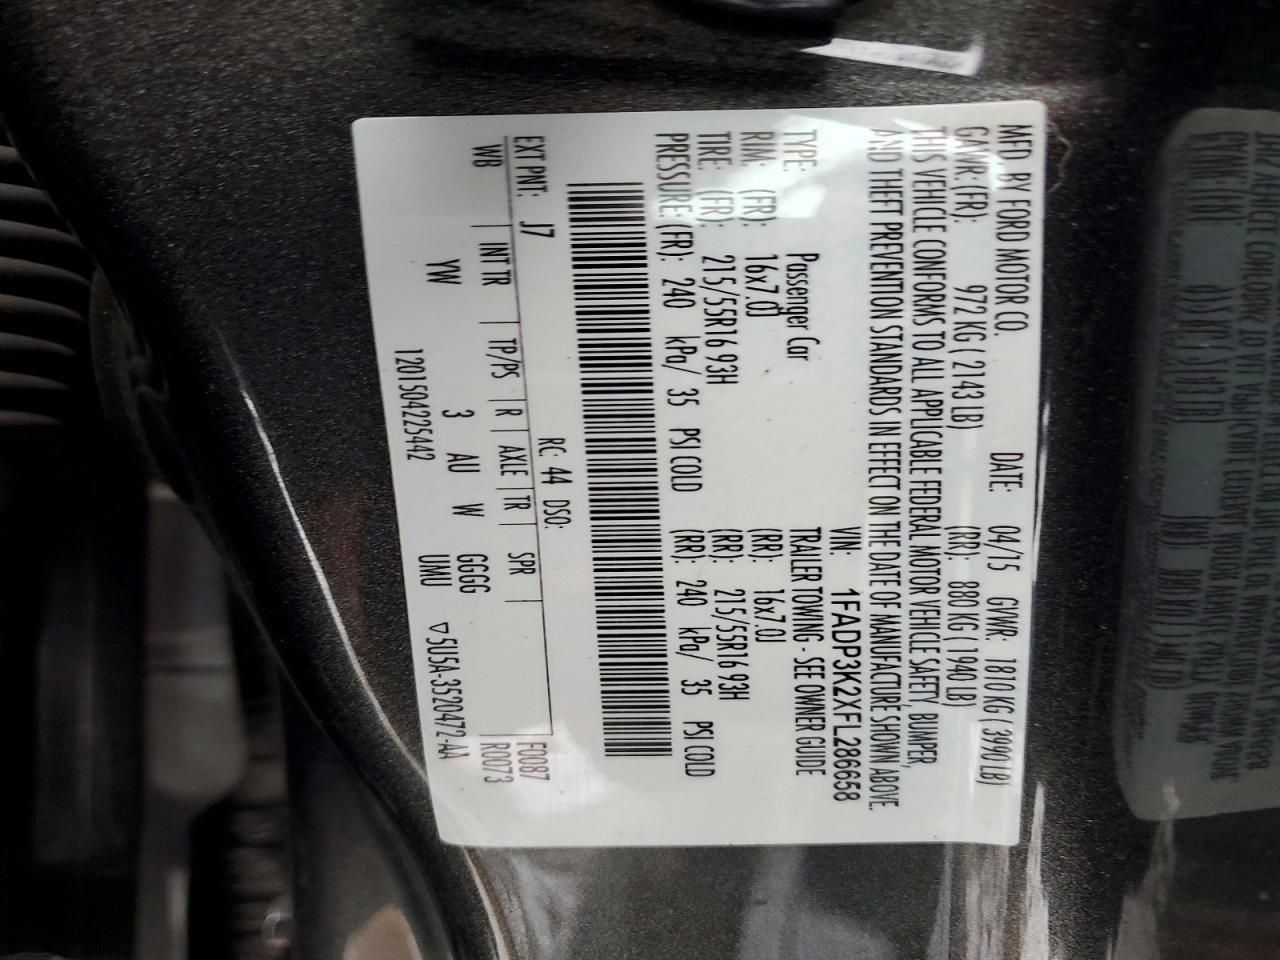 MFD. BY FORD MOTOR CO.
DATE: 04/15 GVWR: 1810 KG ( 3990 LB)
GAWR: (FR): 972 KG ( 2143 LB) (RR): 880 KG ( 1940 LB)
THIS VEHICLE CONFORMS TO ALL APPLICABLE FEDERAL MOTOR VEHICLE SAFETY, BUMPER,
AND THEFT PREVENTION STANDARDS IN EFFECT ON THE DATE OF MANUFACTURE SHOWN ABOVE.
VIN: 1FADP3K2XFL286658
TYPE: Passenger Car TRAILER TOWING - SEE OWNER GUIDE
RIM: (FR): 16x7.0J (RR): 16x7.0J
TIRE: (FR): 215/55R16 93H (RR): 215/55R16 93H
PRESSURE: (FR): 240 kPa/ 35 PSI COLD (RR): 240 kPa/ 35 PSI COLD
RC: 44 DSO:
EXT PNT: J7 F0087
INT TR TP/PS R AXLE TR SPR R0073
WB YW 3 AU W GGGG
120150422544​2 UMU ▽5U5A-3520472-AA